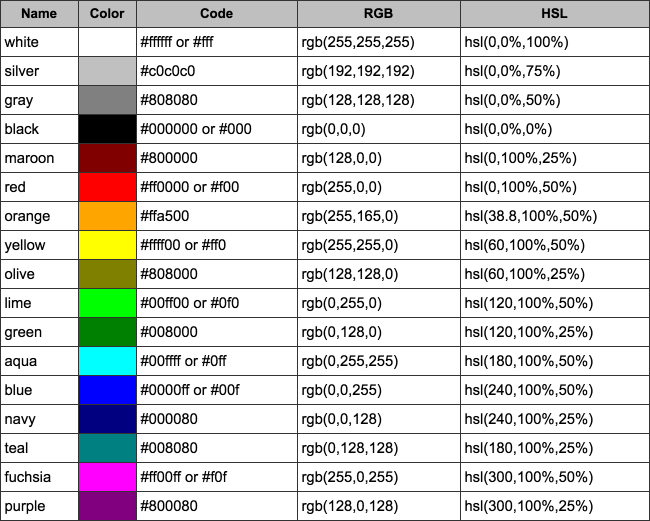 Name Color Code RGB HSL
white #ffffff or #fff rgb(255,255,255) hsl(0,0%,100%)
silver #c0c0c0 rgb(192,192,192) hsl(0,0%,75%)
gray #808080 rgb(128,128,128) hsl(0,0%,50%)
black #000000 or #000 rgb(0,0,0) hsl(0,0%,0%)
maroon #800000 rgb(128,0,0) hsl(0,100%,25%)
red #ff0000 or #f00 rgb(255,0,0) hsl(0,100%,50%)
orange #ffa500 rgb(255,165,0) hsl(38.8,100%,50%)
yellow #ffff00 or #ff0 rgb(255,255,0) hsl(60,100%,50%)
olive #808000 rgb(128,128,0) hsl(60,100%,25%)
lime #00ff00 or #0f0 rgb(0,255,0) hsl(120,100%,50%)
green #008000 rgb(0,128,0) hsl(120,100%,25%)
aqua #00ffff or #0ff rgb(0,255,255) hsl(180,100%,50%)
blue #0000ff or #00f rgb(0,0,255) hsl(240,100%,50%)
navy #000080 rgb(0,0,128) hsl(240,100%,25%)
teal #008080 rgb(0,128,128) hsl(180,100%,25%)
fuchsia #ff00ff or #f0f rgb(255,0,255) hsl(300,100%,50%)
purple #800080 rgb(128,0,128) hsl(300,100%,25%)